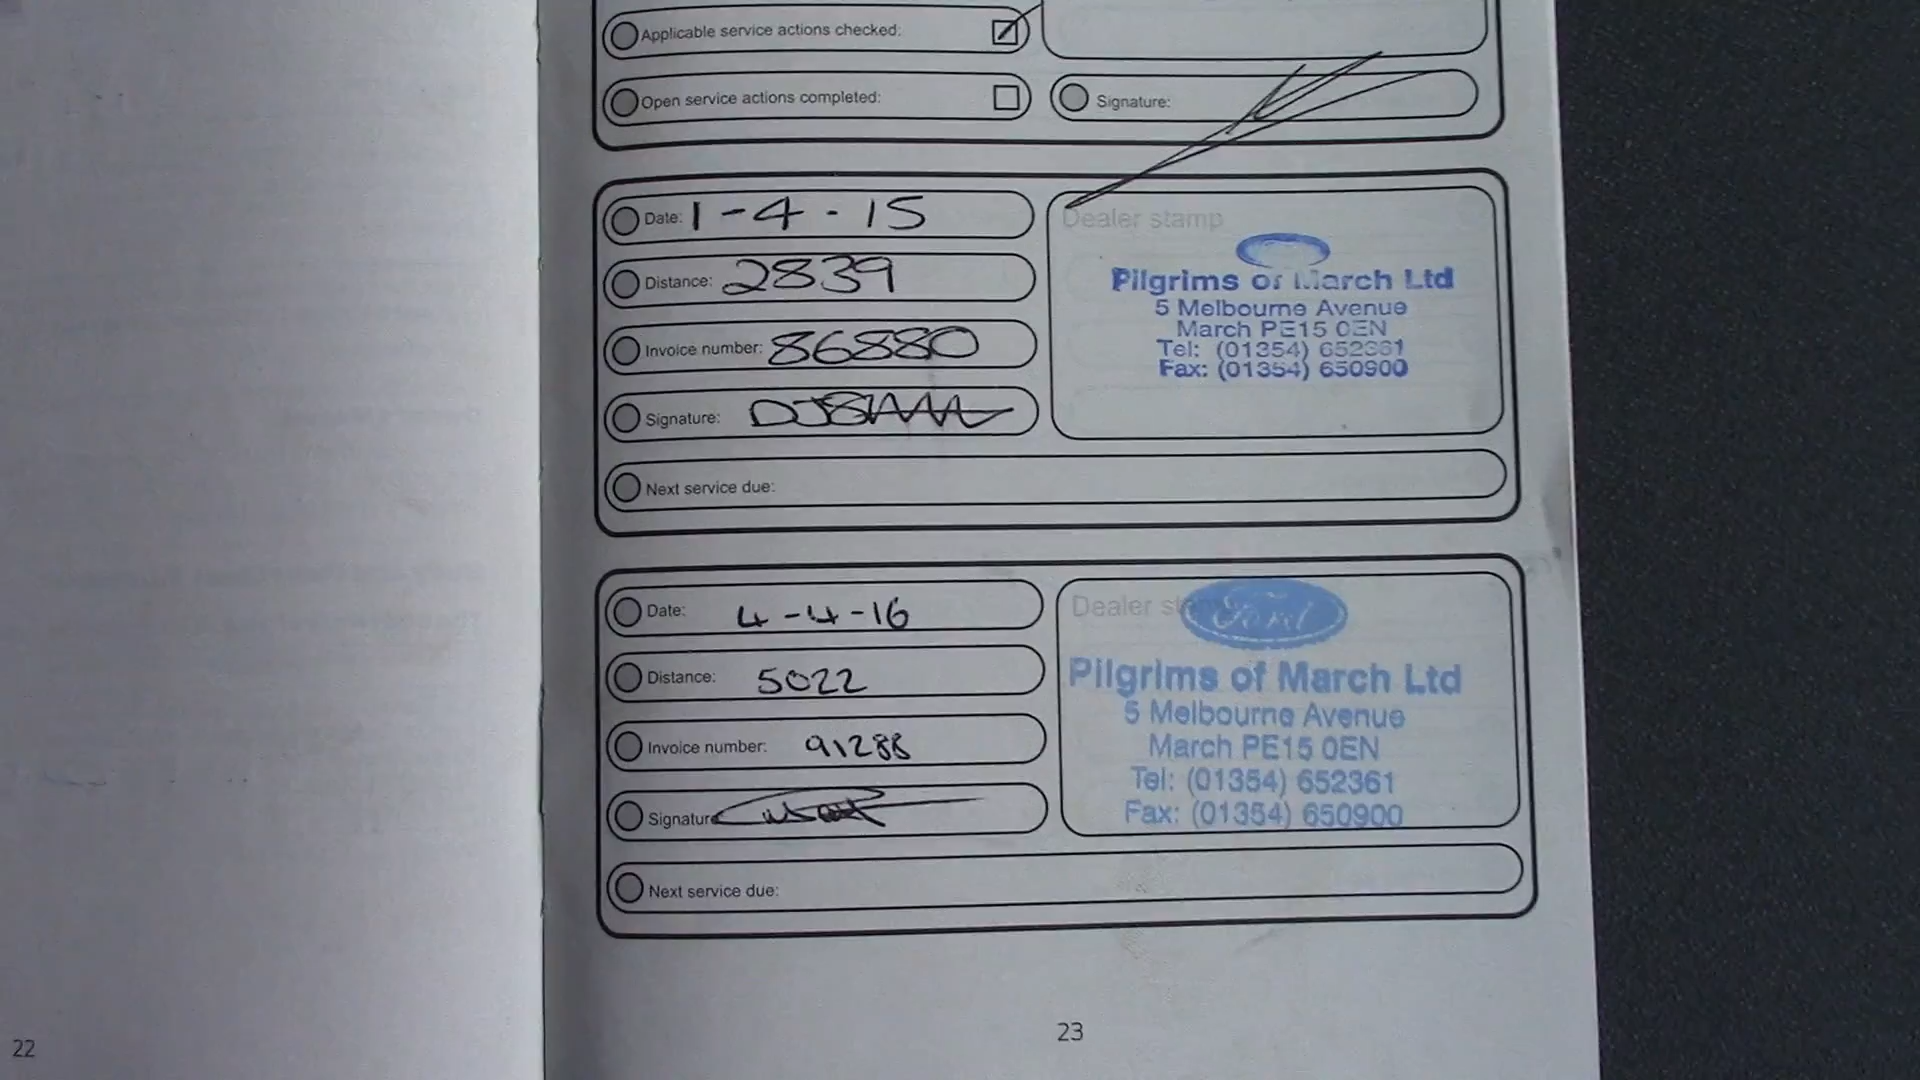 Applicable service actions checked:
Open service actions completed:
Signature:
Date: 1-4-15
Distance: 2839
Invoice number: 86880
Signature:
Next service due:
Dealer stamp
Pilgrims of March Ltd
5 Melbourne Avenue
March PE15 0EN
Tel: (01354) 652361
Fax: (01354) 650900
Date: 4-4-16
Distance: 5022
Invoice number: 91288
Signature
Next service due:
Dealer stamp
Ford
Pilgrims of March Ltd
5 Melbourne Avenue
March PE15 0EN
Tel: (01354) 652361
Fax: (01354) 650900
22
23